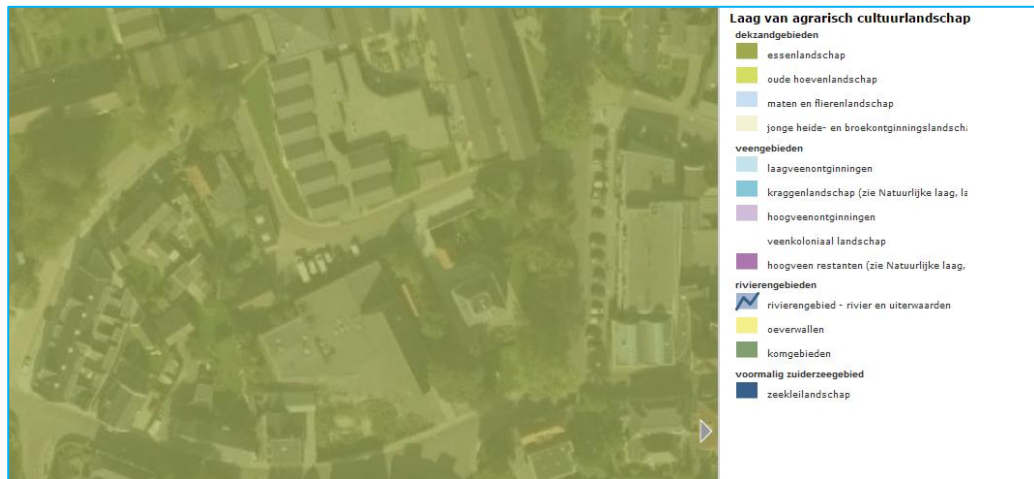 Laag van agrarisch cultuurlandschap
dekzandgebieden
essenlandschap
oude hoevenlandschap
maten en flierenlandschap
jonge heide- en broekontginningslandscha
veengebieden
laagveenontginningen
kraggenlandschap (zie Natuurlijke laag, la
hoogveenontginningen
veenkoloniaal landschap
hoogveen restanten (zie Natuurlijke laag,
rivierengebieden
rivierengebied - rivier en uiterwaarden
oeverwallen
komgebieden
voormalig zuiderzeegebied
zeekleilandschap